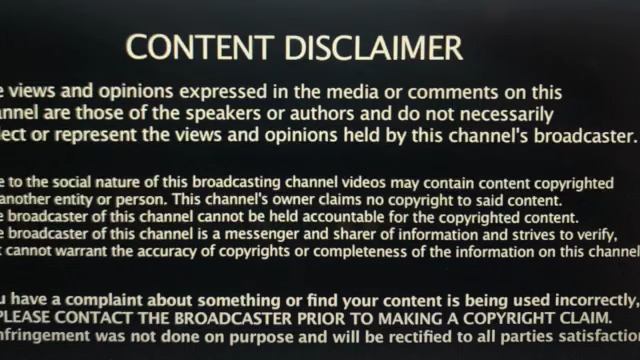 CONTENT DISCLAIMER
e views and opinions expressed in the media or comments on this
annel are those of the speakers or authors and do not necessarily
lect or represent the views and opinions held by this channel's broadcaster.
e to the social nature of this broadcasting channel videos may contain content copyrighted
another entity or person. This channel's owner claims no copyright to said content.
e broadcaster of this channel cannot be held accountable for the copyrighted content.
e broadcaster of this channel is a messenger and sharer of information and strives to verify,
t cannot warrant the accuracy of copyrights or completeness of the information on this channel
u have a complaint about something or find your content is being used incorrectly,
PLEASE CONTACT THE BROADCASTER PRIOR TO MAKING A COPYRIGHT CLAIM.
nfringement was not done on purpose and will be rectified to all parties satisfaction